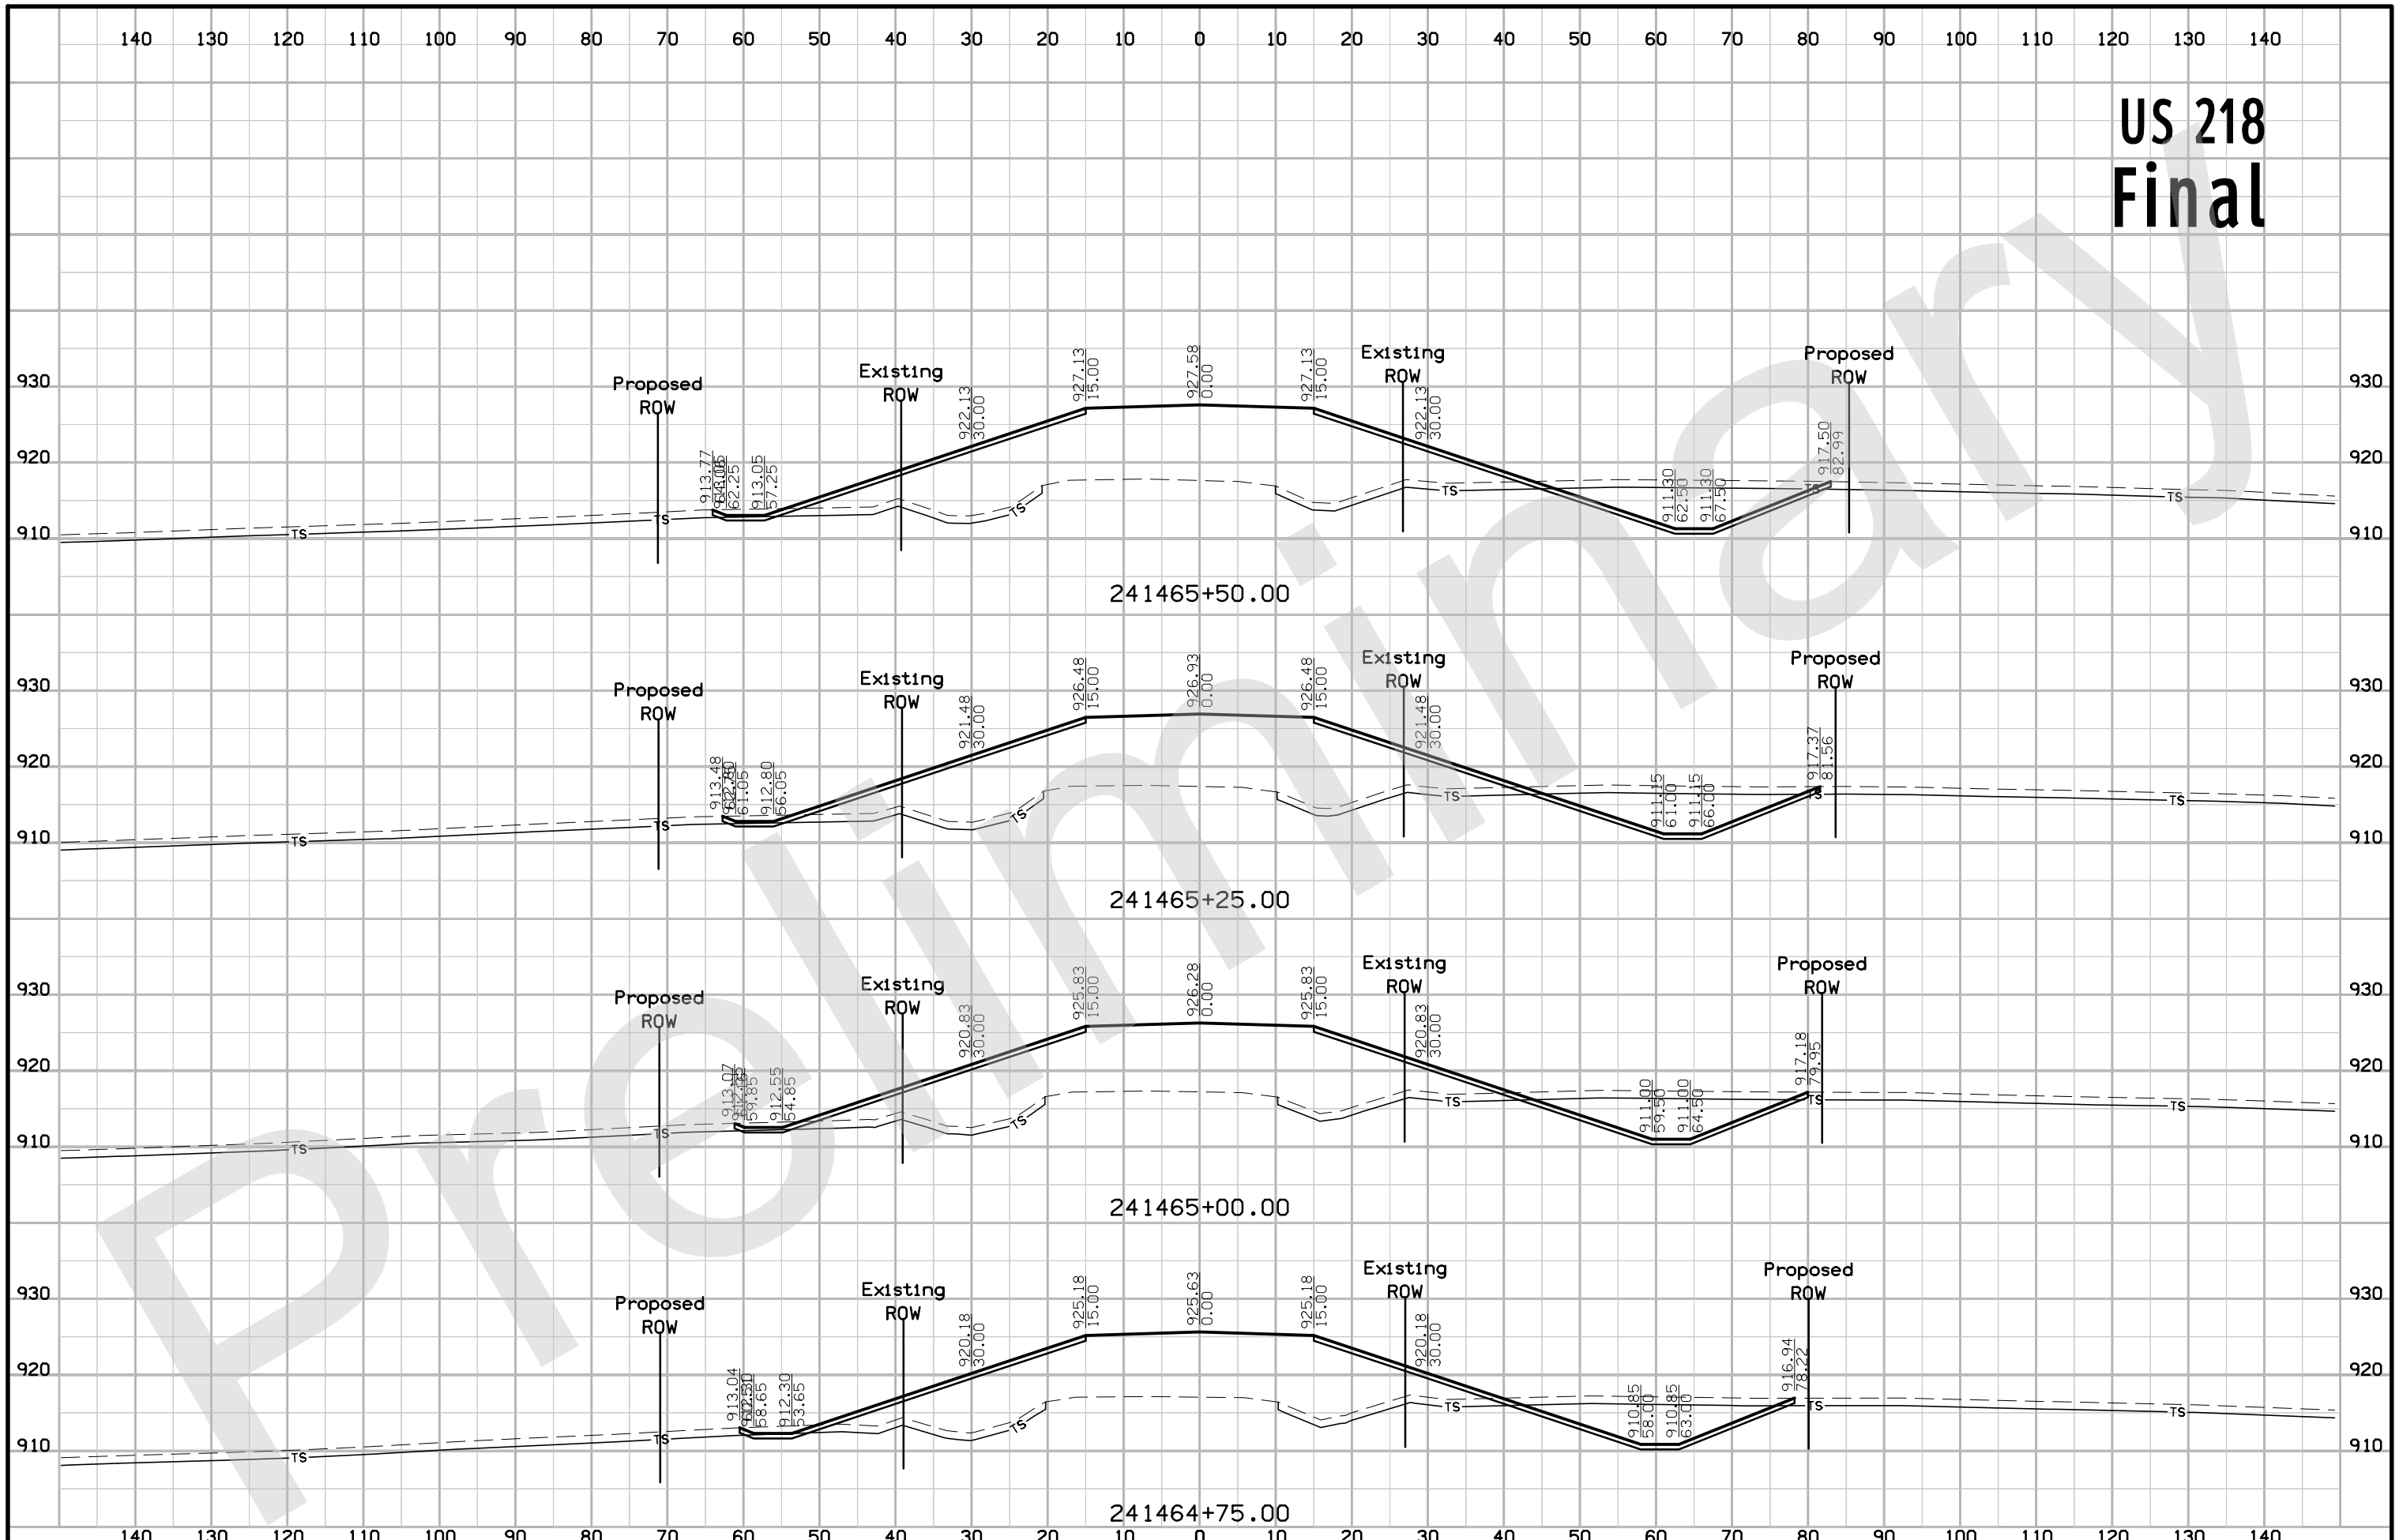 140 130 120 110 100 90 80 70 60 50 40 30 20 10 0 10 20 30 40 50 60 70 80 90 100 110 120 130 140
US 218
Final
Preliminary
Proposed
ROW
Existing
ROW
Existing
ROW
Proposed
ROW
930 930
920 920
910 910
913.77
62.25
913.05
57.25
922.13
30.00
927.13
15.00
927.58
0.00
927.13
15.00
922.13
30.00
911.30
62.50
911.30
67.50
917.50
82.99
TS TS TS TS TS TS
241465+50.00
Proposed
ROW
Existing
ROW
Existing
ROW
Proposed
ROW
930 930
920 920
910 910
913.48
61.05
912.80
56.05
921.48
30.00
926.48
15.00
926.93
0.00
926.48
15.00
921.48
30.00
911.15
61.00
911.15
66.00
917.37
81.56
TS TS TS TS TS TS
241465+25.00
Proposed
ROW
Existing
ROW
Existing
ROW
Proposed
ROW
930 930
920 920
910 910
913.07
59.85
912.55
54.85
920.83
30.00
925.83
15.00
926.28
0.00
925.83
15.00
920.83
30.00
911.00
59.50
911.00
64.50
917.18
79.95
TS TS TS TS TS TS
241465+00.00
Proposed
ROW
Existing
ROW
Existing
ROW
Proposed
ROW
930 930
920 920
910 910
913.04
58.65
912.30
53.65
920.18
30.00
925.18
15.00
925.63
0.00
925.18
15.00
920.18
30.00
910.85
58.00
910.85
63.00
916.94
78.22
TS TS TS TS TS TS
241464+75.00
140 130 120 110 100 90 80 70 60 50 40 30 20 10 0 10 20 30 40 50 60 70 80 90 100 110 120 130 140